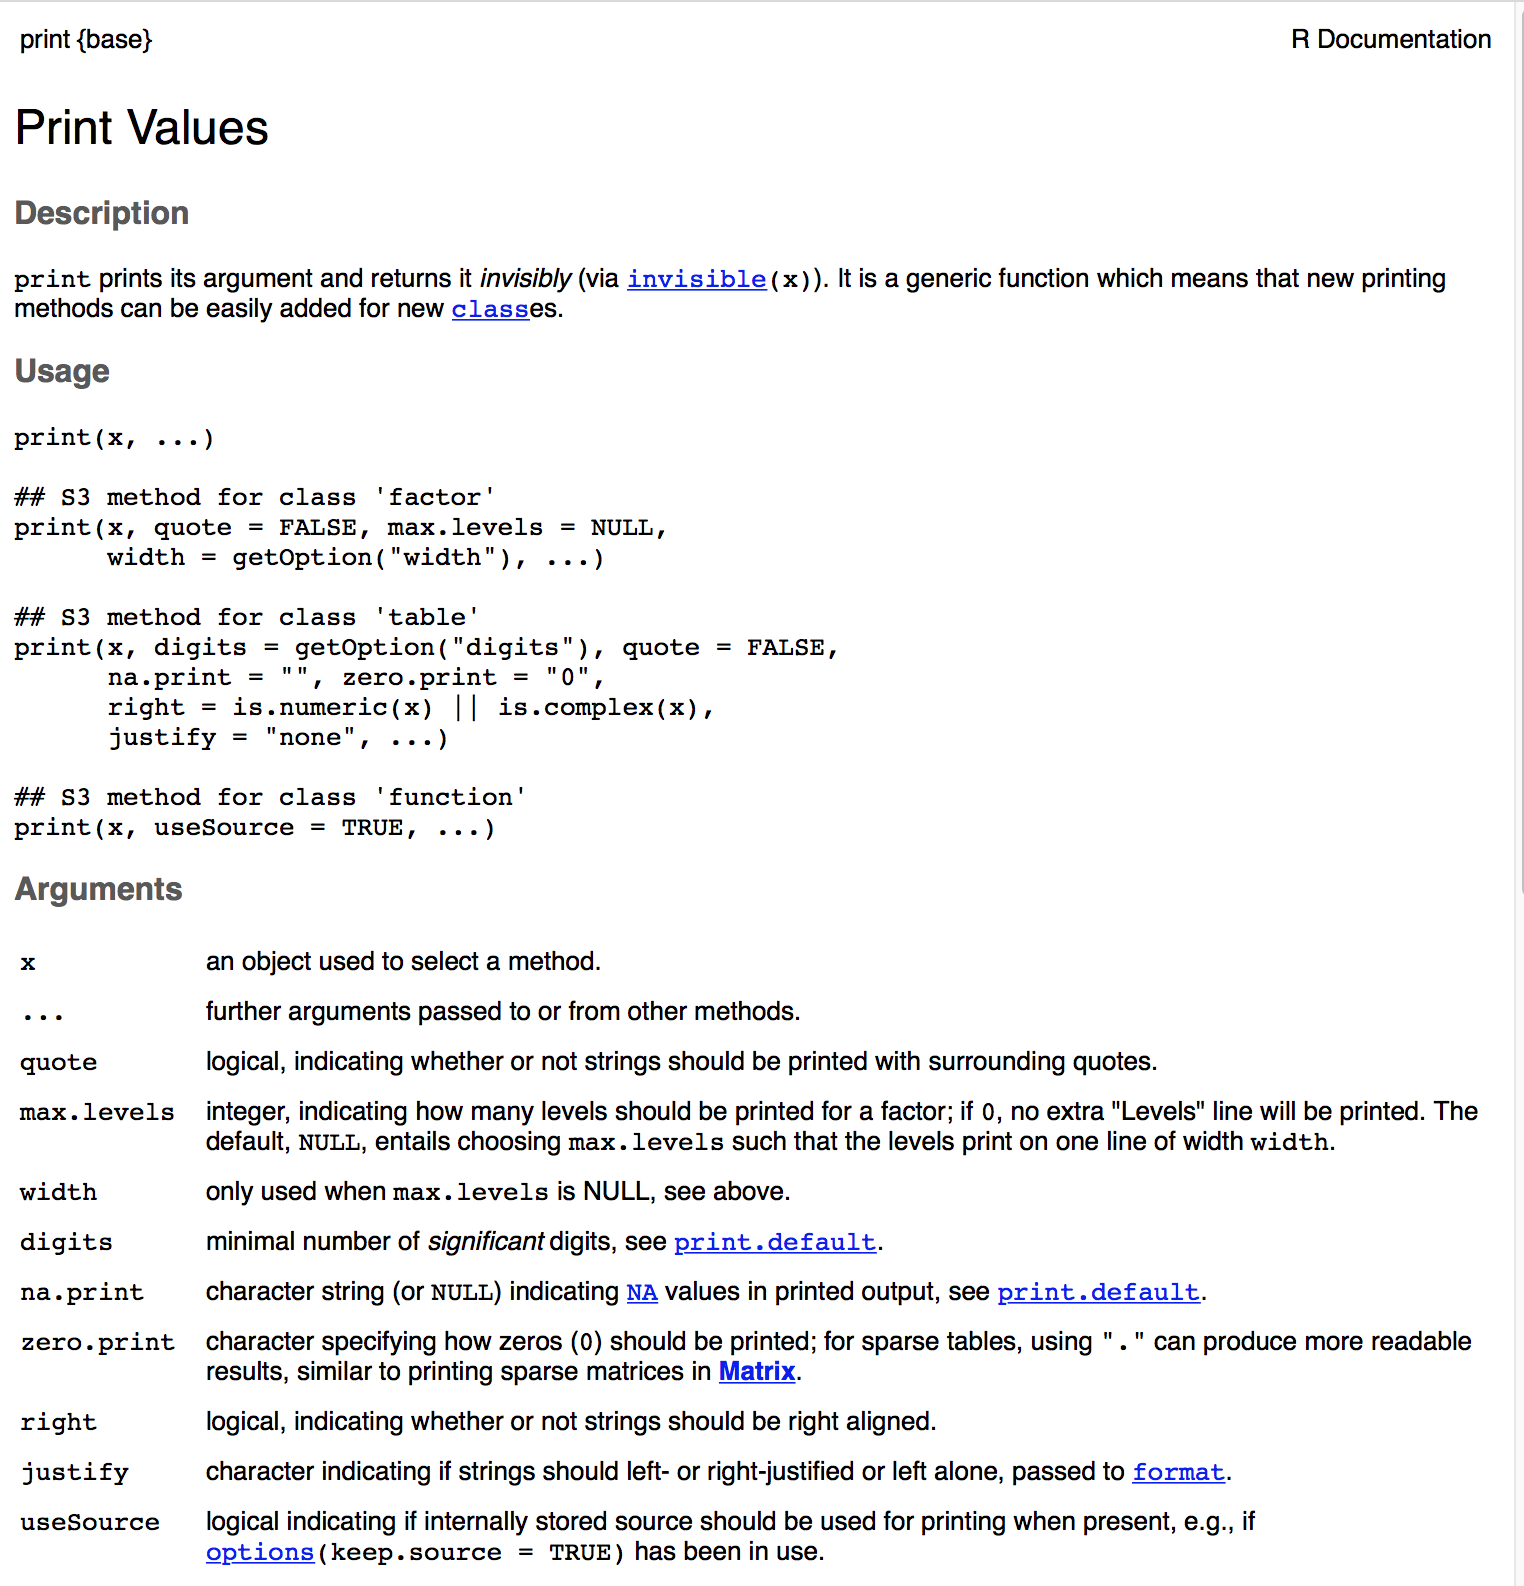 print {base}
R Documentation
Print Values
Description
print prints its argument and returns it invisibly (via invisible(x)). It is a generic function which means that new printing
methods can be easily added for new classes.
Usage
print(x, ...)
## S3 method for class 'factor'
print(x, quote = FALSE, max.levels = NULL,
      width = getOption("width"), ...)
## S3 method for class 'table'
print(x, digits = getOption("digits"), quote = FALSE,
      na.print = "", zero.print = "0",
      right = is.numeric(x) || is.complex(x),
      justify = "none", ...)
## S3 method for class 'function'
print(x, useSource = TRUE, ...)
Arguments
x an object used to select a method.
... further arguments passed to or from other methods.
quote logical, indicating whether or not strings should be printed with surrounding quotes.
max.levels integer, indicating how many levels should be printed for a factor; if 0, no extra "Levels" line will be printed. The
default, NULL, entails choosing max.levels such that the levels print on one line of width width.
width only used when max.levels is NULL, see above.
digits minimal number of significant digits, see print.default.
na.print character string (or NULL) indicating NA values in printed output, see print.default.
zero.print character specifying how zeros (0) should be printed; for sparse tables, using "." can produce more readable
results, similar to printing sparse matrices in Matrix.
right logical, indicating whether or not strings should be right aligned.
justify character indicating if strings should left- or right-justified or left alone, passed to format.
useSource logical indicating if internally stored source should be used for printing when present, e.g., if
options(keep.source = TRUE) has been in use.